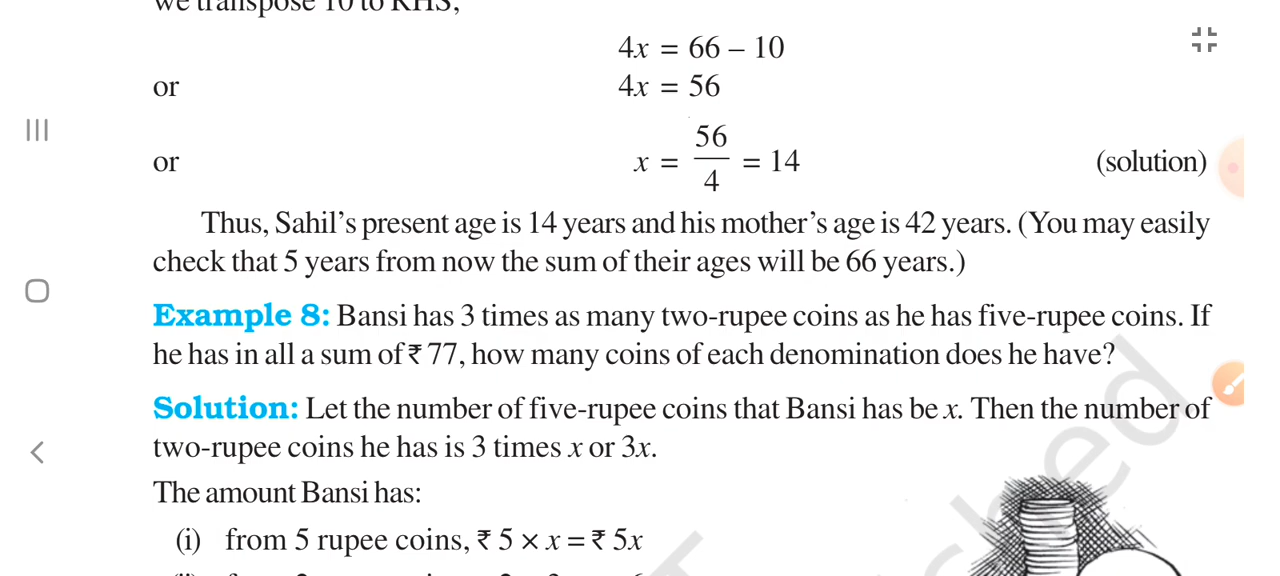 we transpose 10 to RHS,
4x = 66 – 10
or 4x = 56
or x = 56/4 = 14 (solution)
Thus, Sahil’s present age is 14 years and his mother’s age is 42 years. (You may easily
check that 5 years from now the sum of their ages will be 66 years.)
Example 8: Bansi has 3 times as many two-rupee coins as he has five-rupee coins. If
he has in all a sum of ₹ 77, how many coins of each denomination does he have?
Solution: Let the number of five-rupee coins that Bansi has be x. Then the number of
two-rupee coins he has is 3 times x or 3x.
The amount Bansi has:
(i) from 5 rupee coins, ₹ 5 × x = ₹ 5x